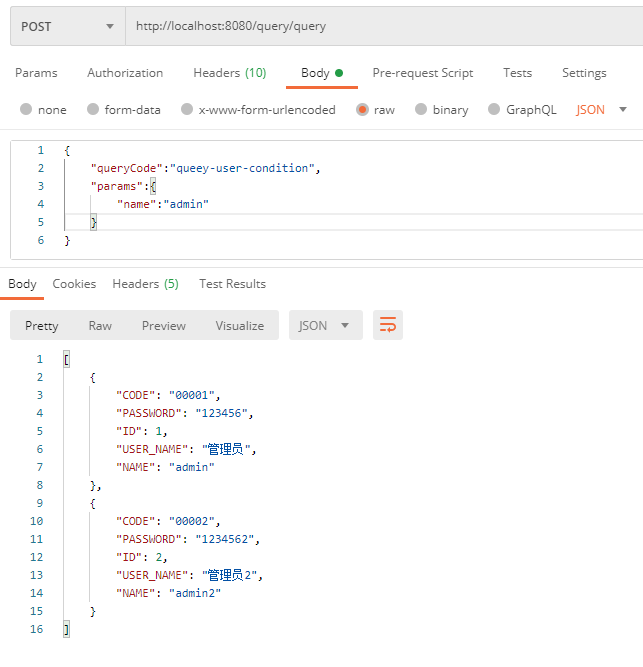 POST http://localhost:8080/query/query
Params Authorization Headers (10) Body Pre-request Script Tests Settings
none form-data x-www-form-urlencoded raw binary GraphQL JSON
1 {
2 "queryCode":"queey-user-condition",
3 "params":{
4 "name":"admin"
5 }
6 }
Body Cookies Headers (5) Test Results
Pretty Raw Preview Visualize JSON
1 [
2 {
3 "CODE": "00001",
4 "PASSWORD": "123456",
5 "ID": 1,
6 "USER_NAME": "管理员",
7 "NAME": "admin"
8 },
9 {
10 "CODE": "00002",
11 "PASSWORD": "1234562",
12 "ID": 2,
13 "USER_NAME": "管理员2",
14 "NAME": "admin2"
15 }
16 ]